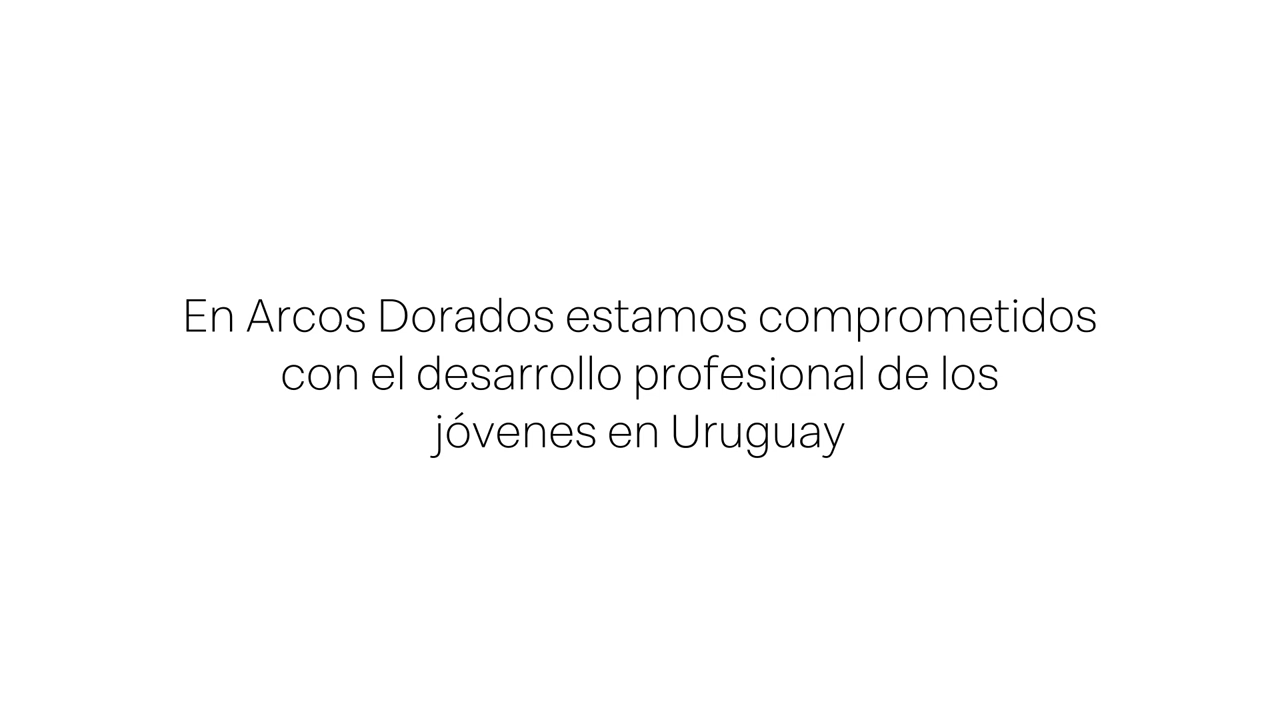 En Arcos Dorados estamos comprometidos
con el desarrollo profesional de los
jóvenes en Uruguay